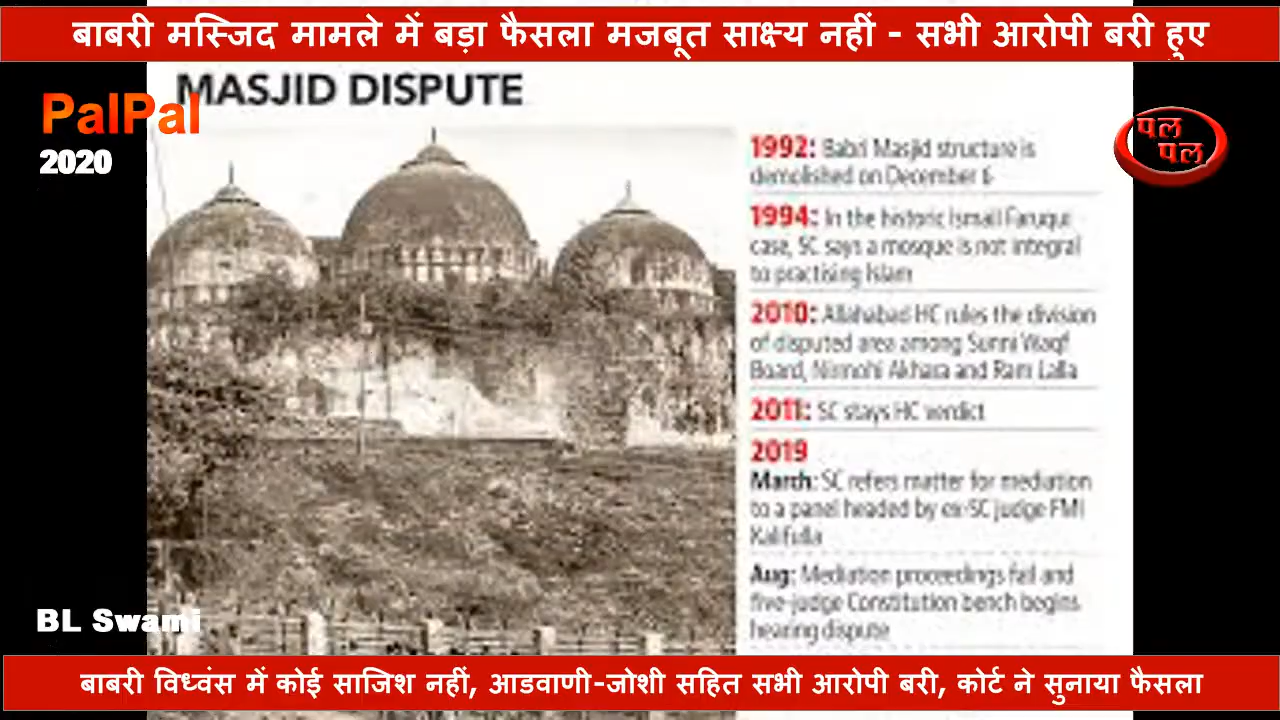 बाबरी मस्जिद मामले में बड़ा फैसला मजबूत साक्ष्य नहीं - सभी आरोपी बरी हुए
MASJID DISPUTE
PalPal
2020
पल
पल
1992: Babri Masjid structure is
demolished on December 6
1994: In the historic Ismail Faruqui
case, SC says a mosque is not integral
to practising Islam
2010: Allahabad HC rules the division
of disputed area among Sunni Waqf
Board, Nirmohi Akhara and Ram Lalla
2011: SC stays HC verdict
2019
March: SC refers matter for mediation
to a panel headed by ex-SC judge FMI
Kalifulla
Aug: Mediation proceedings fail and
five-judge Constitution bench begins
hearing dispute
BL Swami
बाबरी विध्वंस में कोई साजिश नहीं, आडवाणी-जोशी सहित सभी आरोपी बरी, कोर्ट ने सुनाया फैसला